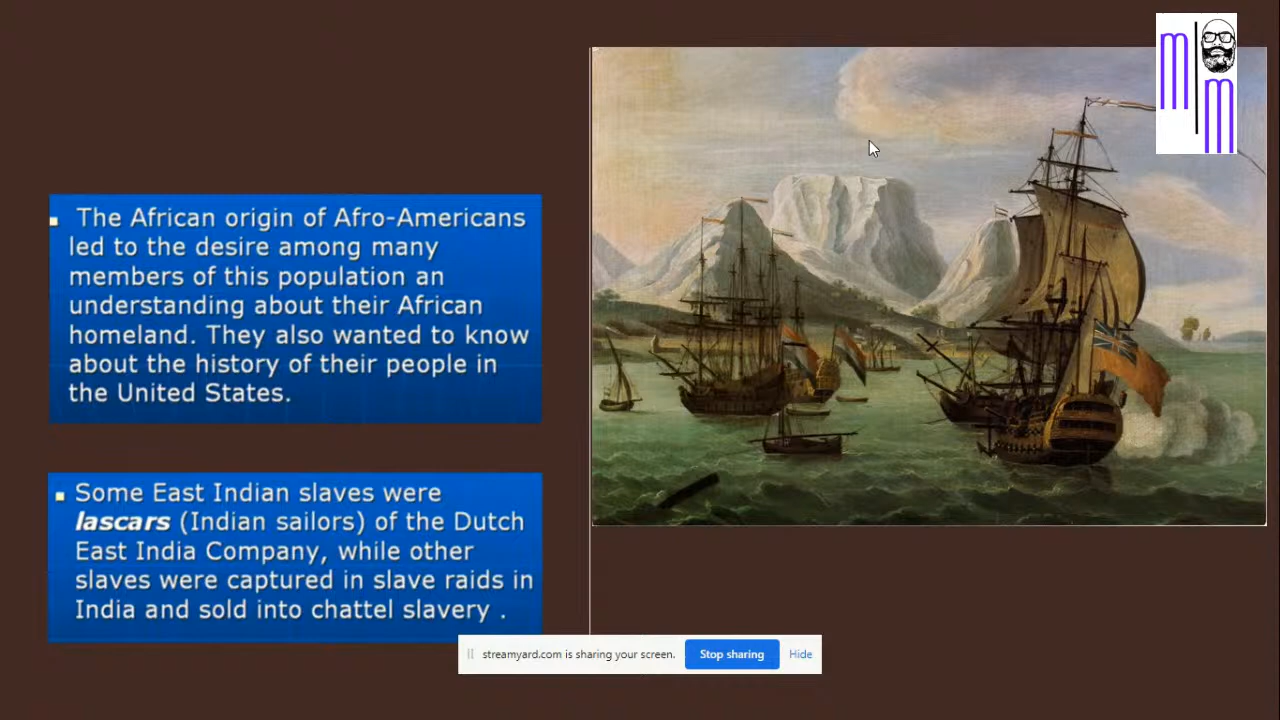 The African origin of Afro-Americans
led to the desire among many
members of this population an
understanding about their African
homeland. They also wanted to know
about the history of their people in
the United States.
Some East Indian slaves were
lascars (Indian sailors) of the Dutch
East India Company, while other
slaves were captured in slave raids in
India and sold into chattel slavery .
m
m
streamyard.com is sharing your screen. Stop sharing Hide